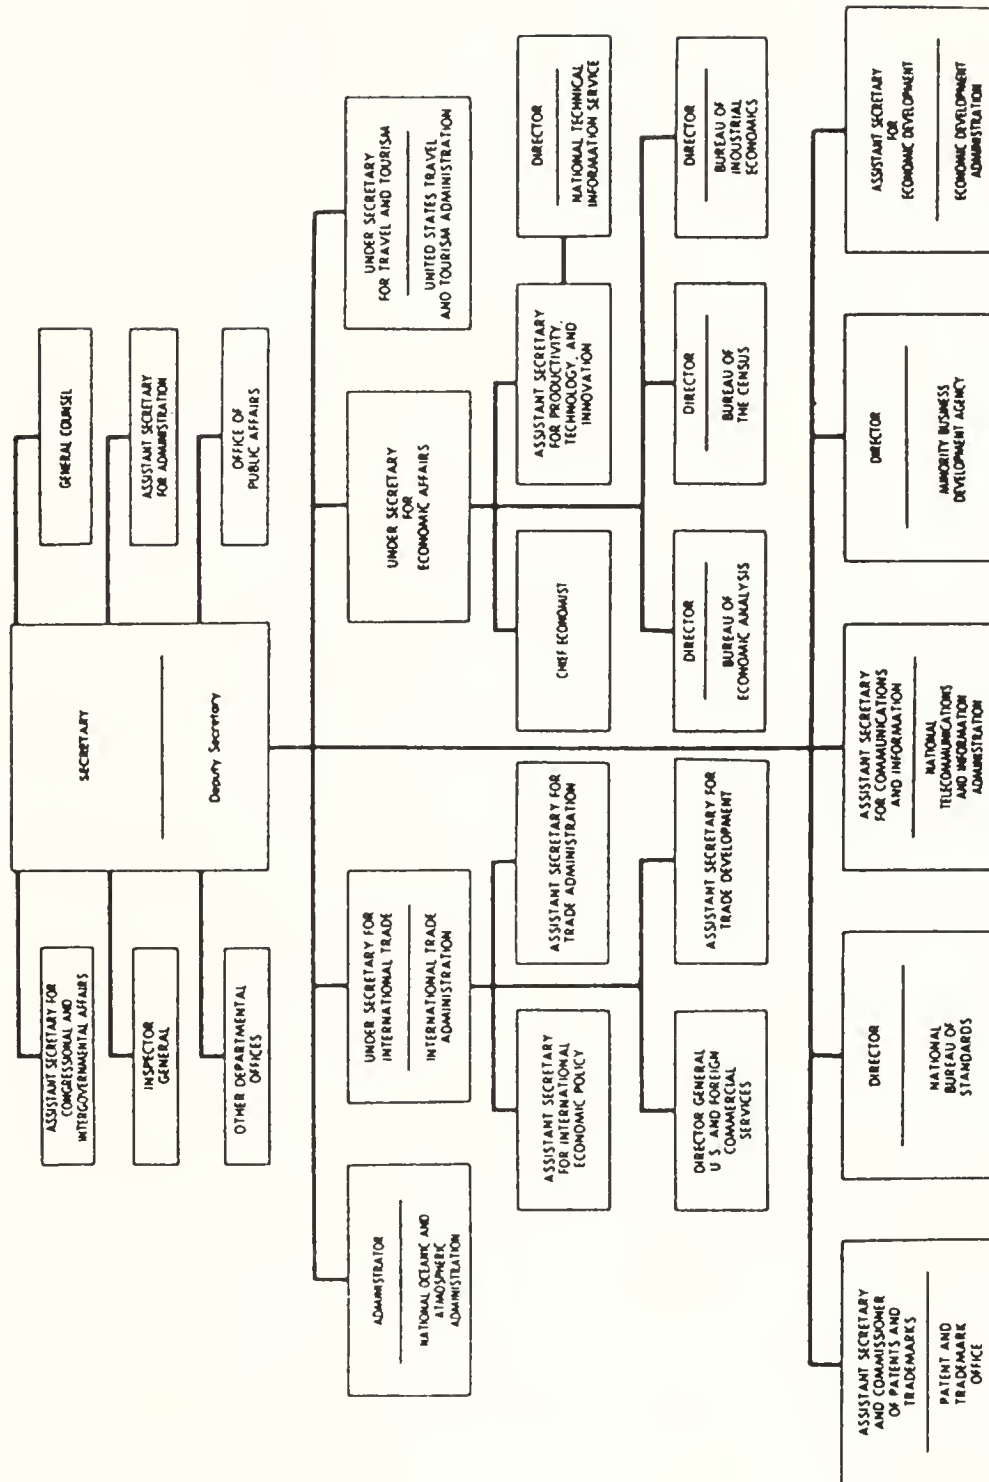 SECRETARY
Deputy Secretary
ASSISTANT SECRETARY FOR
CONGRESSIONAL AND
INTERGOVERNMENTAL AFFAIRS
INSPECTOR
GENERAL
OTHER DEPARTMENTAL
OFFICES
GENERAL COUNSEL
ASSISTANT SECRETARY
FOR ADMINISTRATION
OFFICE OF
PUBLIC AFFAIRS
ADMINISTRATOR
NATIONAL OCEANIC AND
ATMOSPHERIC
ADMINISTRATION
UNDER SECRETARY FOR
INTERNATIONAL TRADE
INTERNATIONAL TRADE
ADMINISTRATION
UNDER SECRETARY
FOR
ECONOMIC AFFAIRS
UNDER SECRETARY
FOR TRAVEL AND TOURISM
UNITED STATES TRAVEL
AND TOURISM ADMINISTRATION
ASSISTANT SECRETARY
FOR INTERNATIONAL
ECONOMIC POLICY
ASSISTANT SECRETARY FOR
TRADE ADMINISTRATION
CHIEF ECONOMIST
ASSISTANT SECRETARY
FOR PRODUCTIVITY,
TECHNOLOGY, AND
INNOVATION
DIRECTOR
NATIONAL TECHNICAL
INFORMATION SERVICE
DIRECTOR GENERAL
U S. AND FOREIGN
COMMERCIAL
SERVICES
ASSISTANT SECRETARY FOR
TRADE DEVELOPMENT
DIRECTOR
BUREAU OF
ECONOMIC ANALYSIS
DIRECTOR
BUREAU OF
THE CENSUS
DIRECTOR
BUREAU OF
INDUSTRIAL
ECONOMICS
ASSISTANT SECRETARY
AND COMMISSIONER
OF PATENTS AND
TRADEMARKS
PATENT AND
TRADEMARK
OFFICE
DIRECTOR
NATIONAL
BUREAU OF
STANDARDS
ASSISTANT SECRETARY
FOR COMMUNICATIONS
AND INFORMATION
NATIONAL
TELECOMMUNICATIONS
AND INFORMATION
ADMINISTRATION
DIRECTOR
MINORITY BUSINESS
DEVELOPMENT AGENCY
ASSISTANT SECRETARY
FOR
ECONOMIC DEVELOPMENT
ECONOMIC DEVELOPMENT
ADMINISTRATION